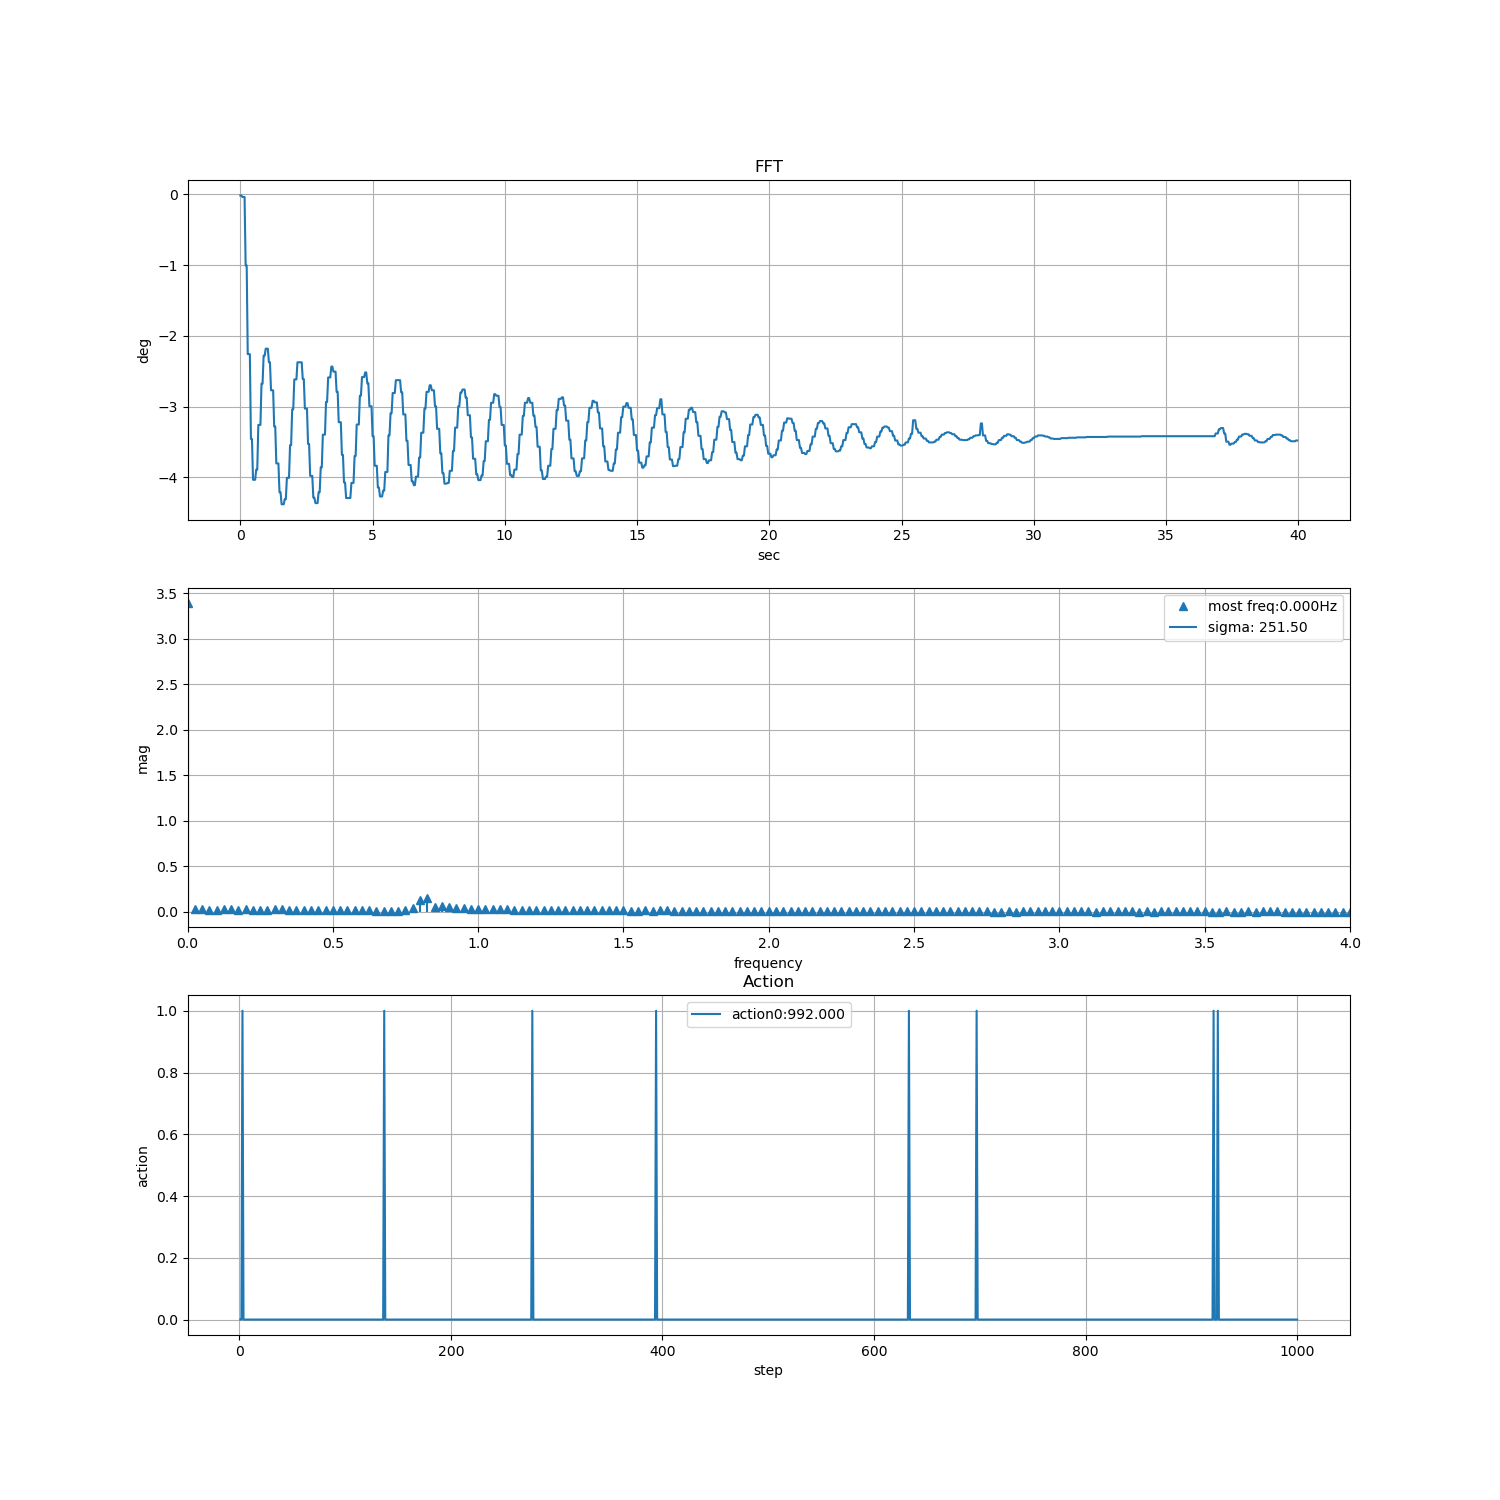 FFT
0
−1
−2
−3
−4
deg
0 5 10 15 20 25 30 35 40
sec
3.5
3.0
2.5
2.0
1.5
1.0
0.5
0.0
mag
most freq:0.000Hz
sigma: 251.50
0.0 0.5 1.0 1.5 2.0 2.5 3.0 3.5 4.0
frequency
Action
1.0
0.8
0.6
0.4
0.2
0.0
action
action0:992.000
0 200 400 600 800 1000
step